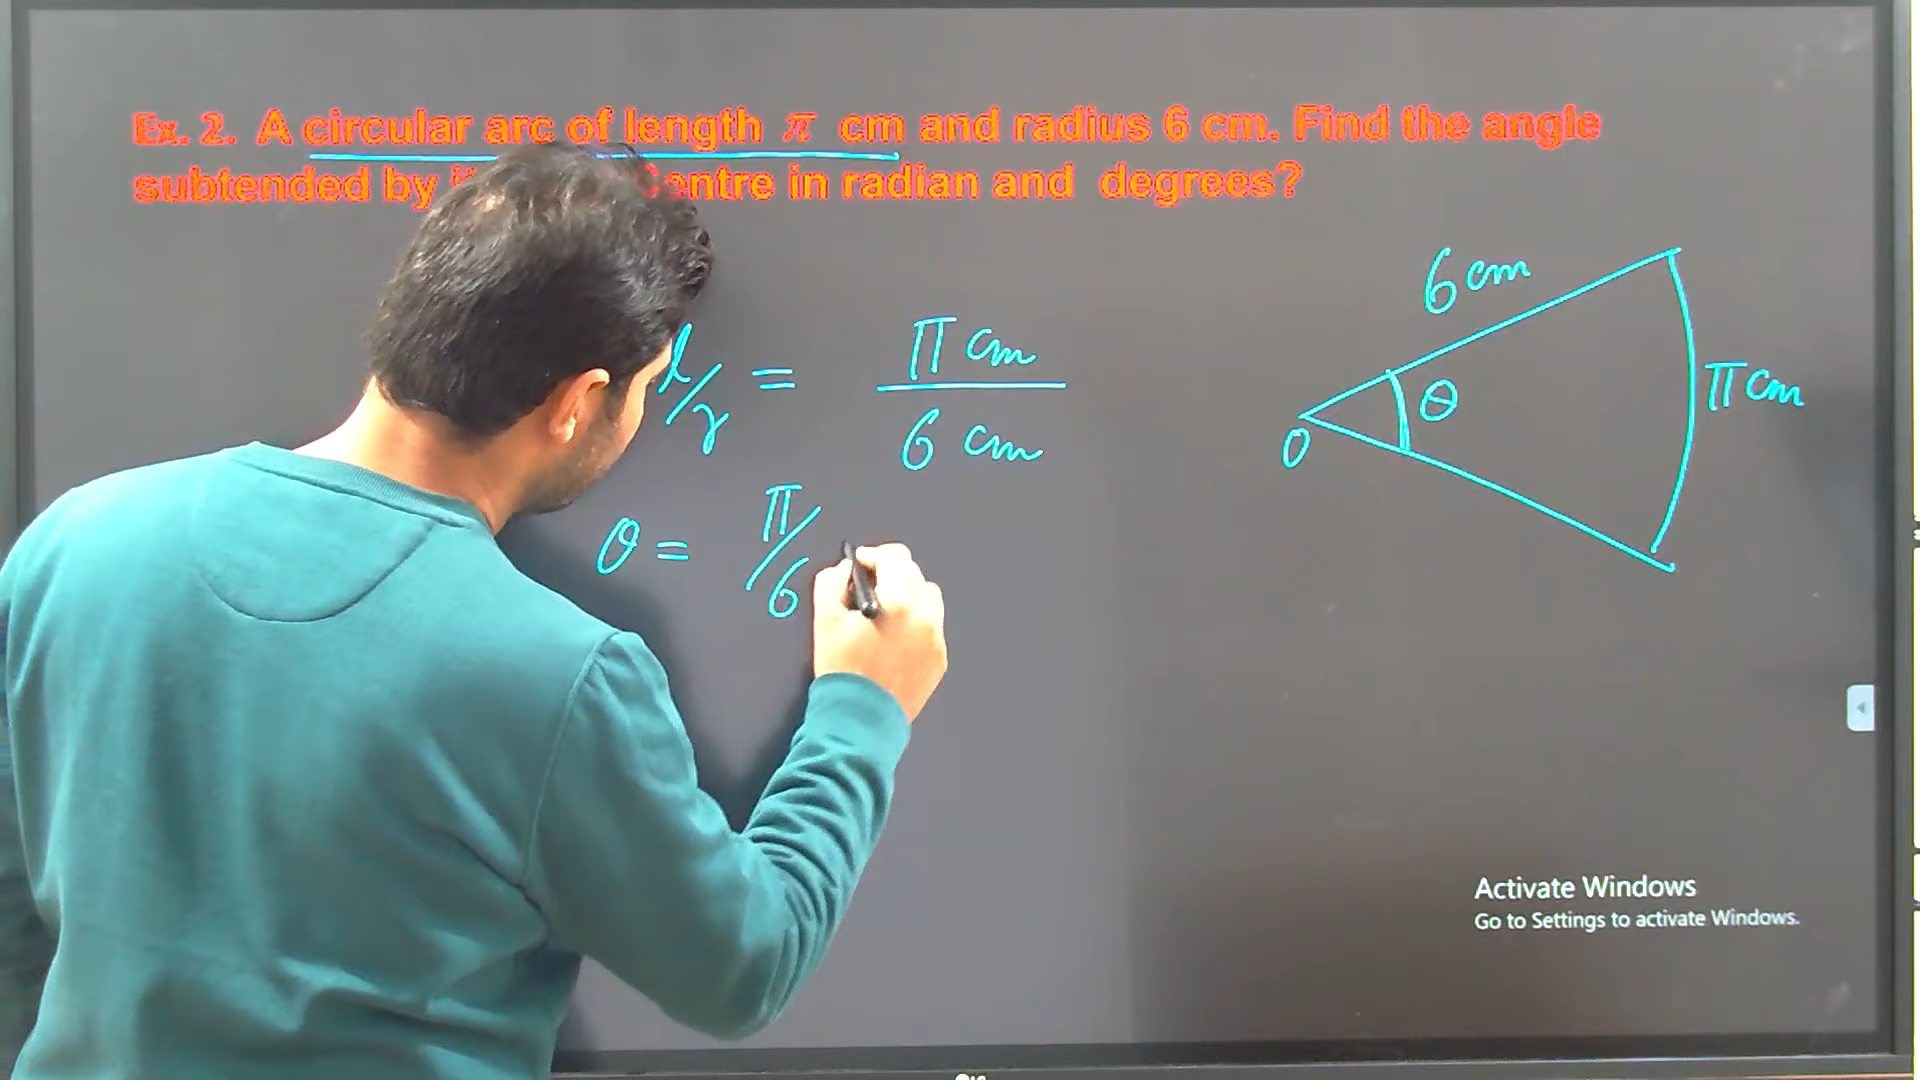 Ex. 2. A circular arc of length π cm and radius 6 cm. Find the angle
subtended by entre in radian and degrees?
l/r = π cm / 6 cm
θ = π/6
6 cm
θ
π cm
O
Activate Windows
Go to Settings to activate Windows.